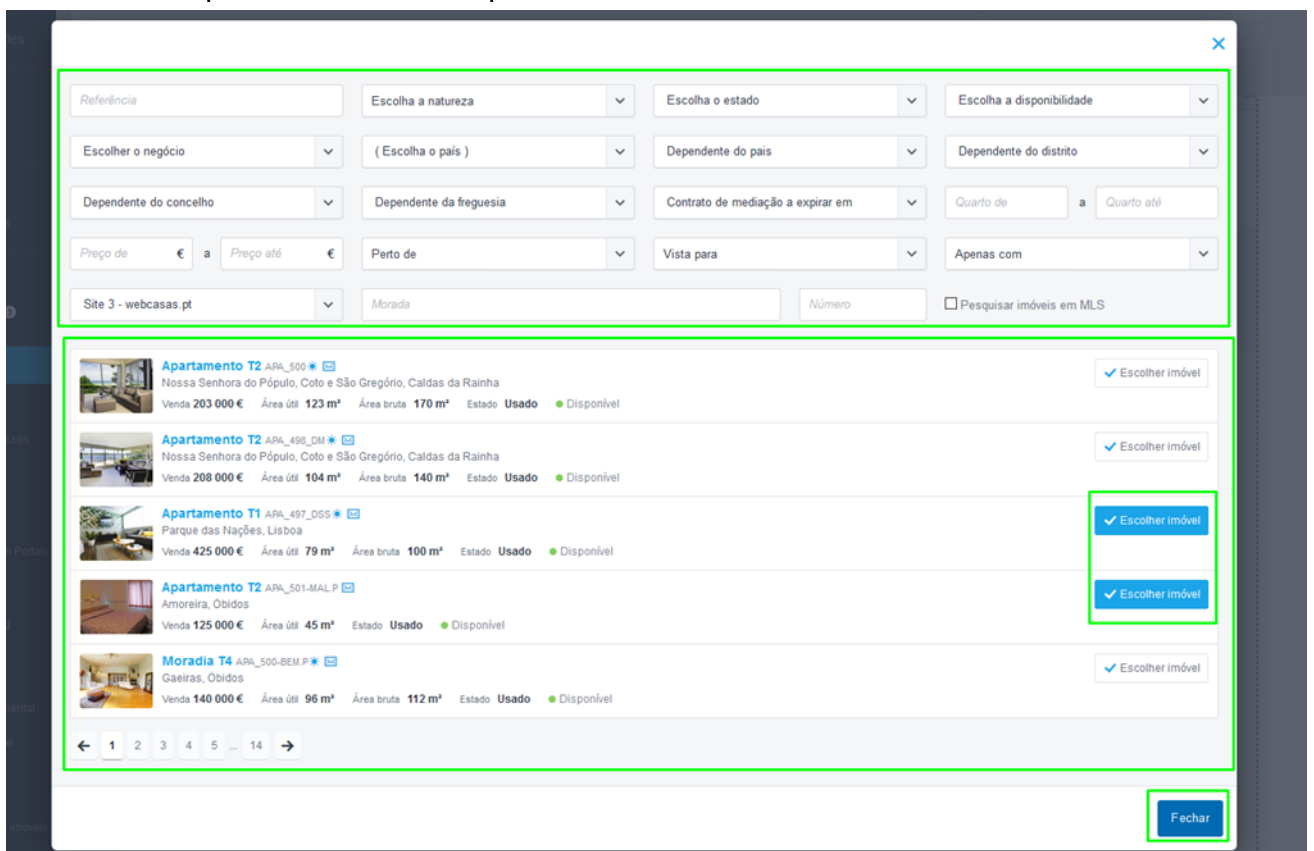 ×
Referência Escolha a natureza Escolha o estado Escolha a disponibilidade
Escolher o negócio ( Escolha o país ) Dependente do pais Dependente do distrito
Dependente do concelho Dependente da freguesia Contrato de mediação a expirar em Quarto de a Quarto até
Preço de € a Preço até € Perto de Vista para Apenas com
Site 3 - webcasas.pt Morada Número Pesquisar imóveis em MLS
Apartamento T2 APA_500 Escolher imóvel
Nossa Senhora do Pópulo, Coto e São Gregório, Caldas da Rainha
Venda 203 000 € Área útil 123 m² Área bruta 170 m² Estado Usado Disponível
Apartamento T2 APA_498_DM Escolher imóvel
Nossa Senhora do Pópulo, Coto e São Gregório, Caldas da Rainha
Venda 208 000 € Área útil 104 m² Área bruta 140 m² Estado Usado Disponível
Apartamento T1 APA_497_DSS Escolher imóvel
Parque das Nações, Lisboa
Venda 425 000 € Área útil 79 m² Área bruta 100 m² Estado Usado Disponível
Apartamento T2 APA_501-MAL.P Escolher imóvel
Amoreira, Óbidos
Venda 125 000 € Área útil 45 m² Estado Usado Disponível
Moradia T4 APA_500-BEM.P Escolher imóvel
Gaeiras, Óbidos
Venda 140 000 € Área útil 96 m² Área bruta 112 m² Estado Usado Disponível
← 1 2 3 4 5 ... 14 →
Fechar